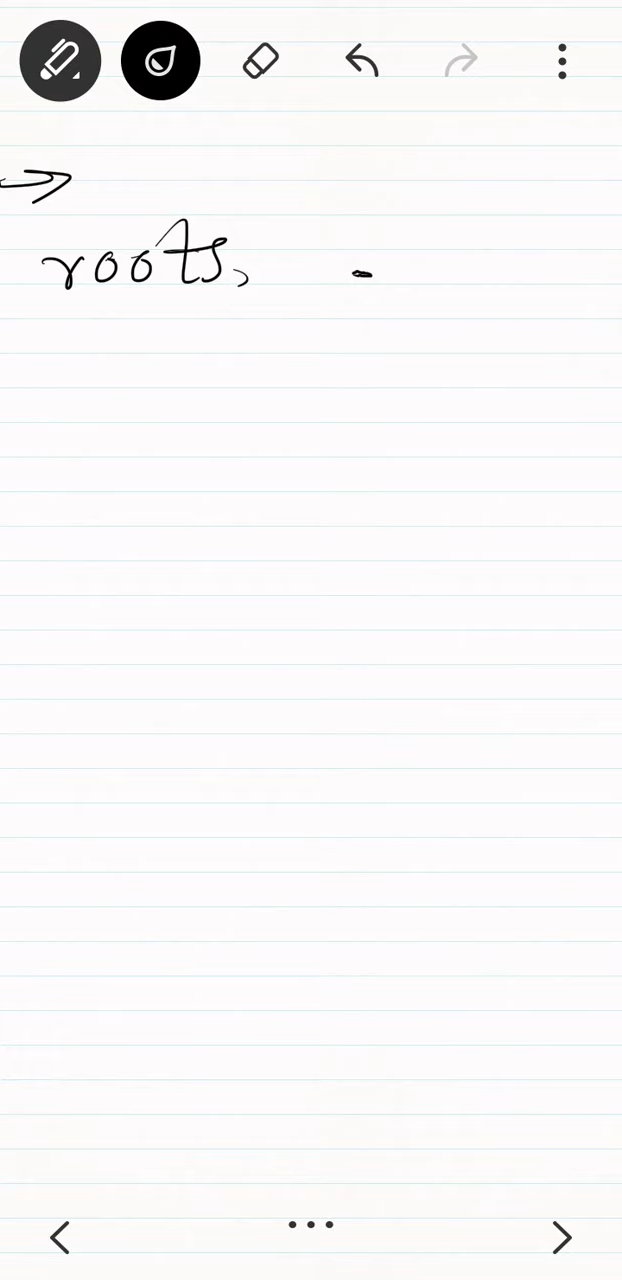 →
roots, -